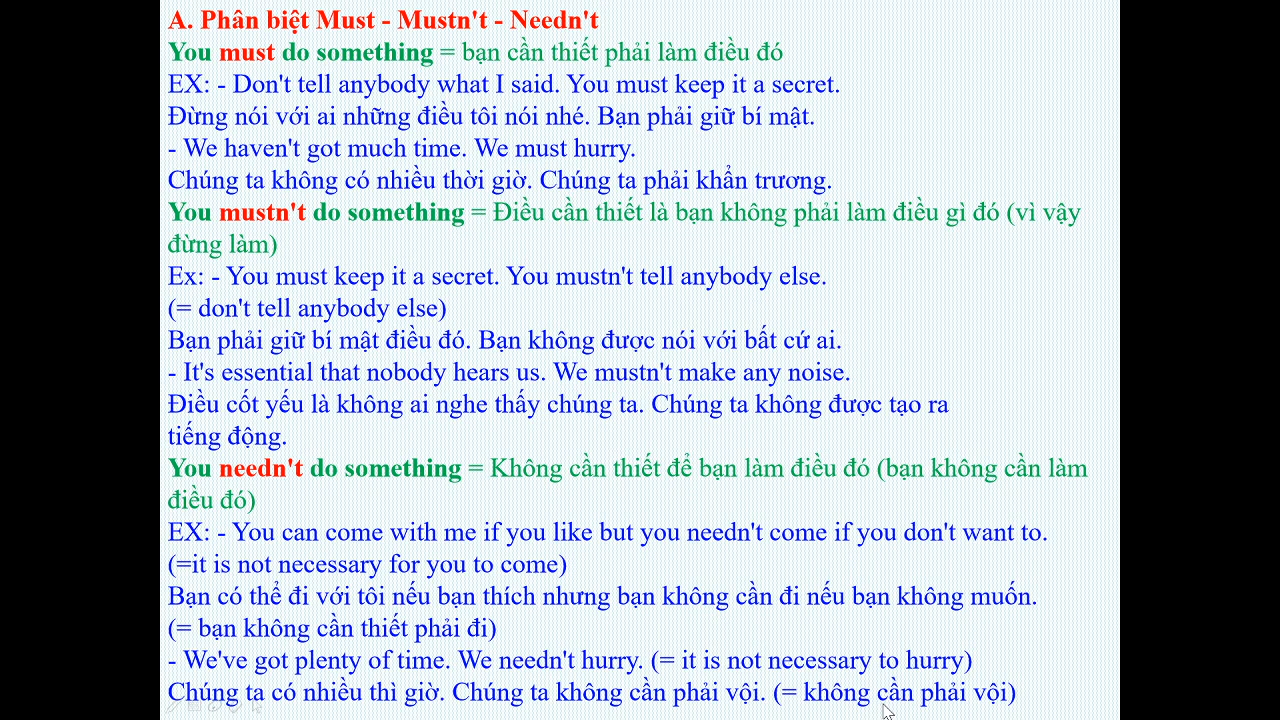 A. Phân biệt Must - Mustn't - Needn't
You must do something = bạn cần thiết phải làm điều đó
EX: - Don't tell anybody what I said. You must keep it a secret.
Đừng nói với ai những điều tôi nói nhé. Bạn phải giữ bí mật.
- We haven't got much time. We must hurry.
Chúng ta không có nhiều thời giờ. Chúng ta phải khẩn trương.
You mustn't do something = Điều cần thiết là bạn không phải làm điều gì đó (vì vậy
đừng làm)
Ex: - You must keep it a secret. You mustn't tell anybody else.
(= don't tell anybody else)
Bạn phải giữ bí mật điều đó. Bạn không được nói với bất cứ ai.
- It's essential that nobody hears us. We mustn't make any noise.
Điều cốt yếu là không ai nghe thấy chúng ta. Chúng ta không được tạo ra
tiếng động.
You needn't do something = Không cần thiết để bạn làm điều đó (bạn không cần làm
điều đó)
EX: - You can come with me if you like but you needn't come if you don't want to.
(=it is not necessary for you to come)
Bạn có thể đi với tôi nếu bạn thích nhưng bạn không cần đi nếu bạn không muốn.
(= bạn không cần thiết phải đi)
- We've got plenty of time. We needn't hurry. (= it is not necessary to hurry)
Chúng ta có nhiều thì giờ. Chúng ta không cần phải vội. (= không cần phải vội)